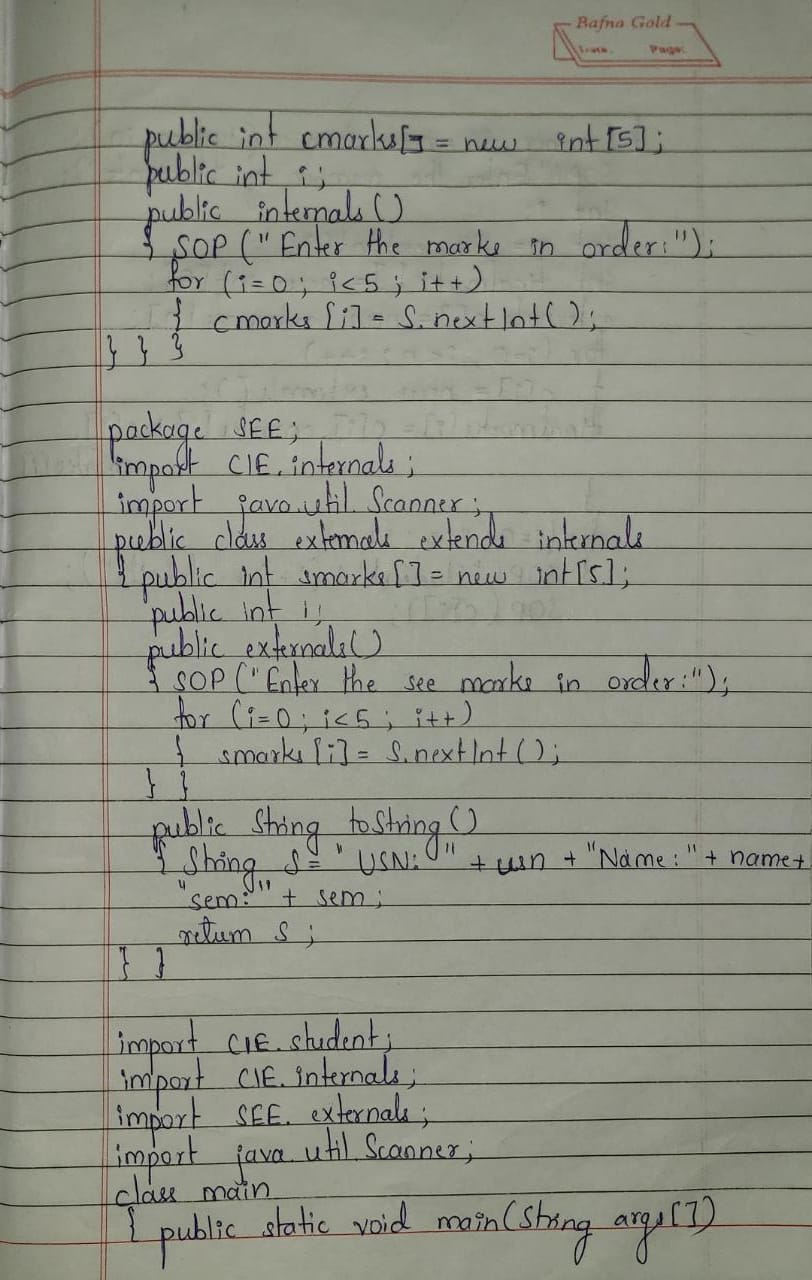 Bafna Gold
Date. Page:
public int cmarks[] = new int [5];
public int i;
public internals ()
{ SOP ("Enter the marks in order:");
for (i=0; i<5; i++)
{ cmarks [i] = S.nextInt();
} } }
package SEE;
import CIE.internals;
import java.util.Scanner;
public class externals extends internals
{ public int smarks[] = new int[5];
public int i;
public externals()
{ SOP ("Enter the see marks in order:");
for (i=0; i<5; i++)
{ smarks [i] = S.nextInt();
} }
public String toString ()
{ String S= "USN:" + usn + "Name:" + name+
"sem:" + sem;
return S;
} }
import CIE.student;
import CIE.internals;
import SEE.externals;
import java.util.Scanner;
class main
{ public static void main(String args[])